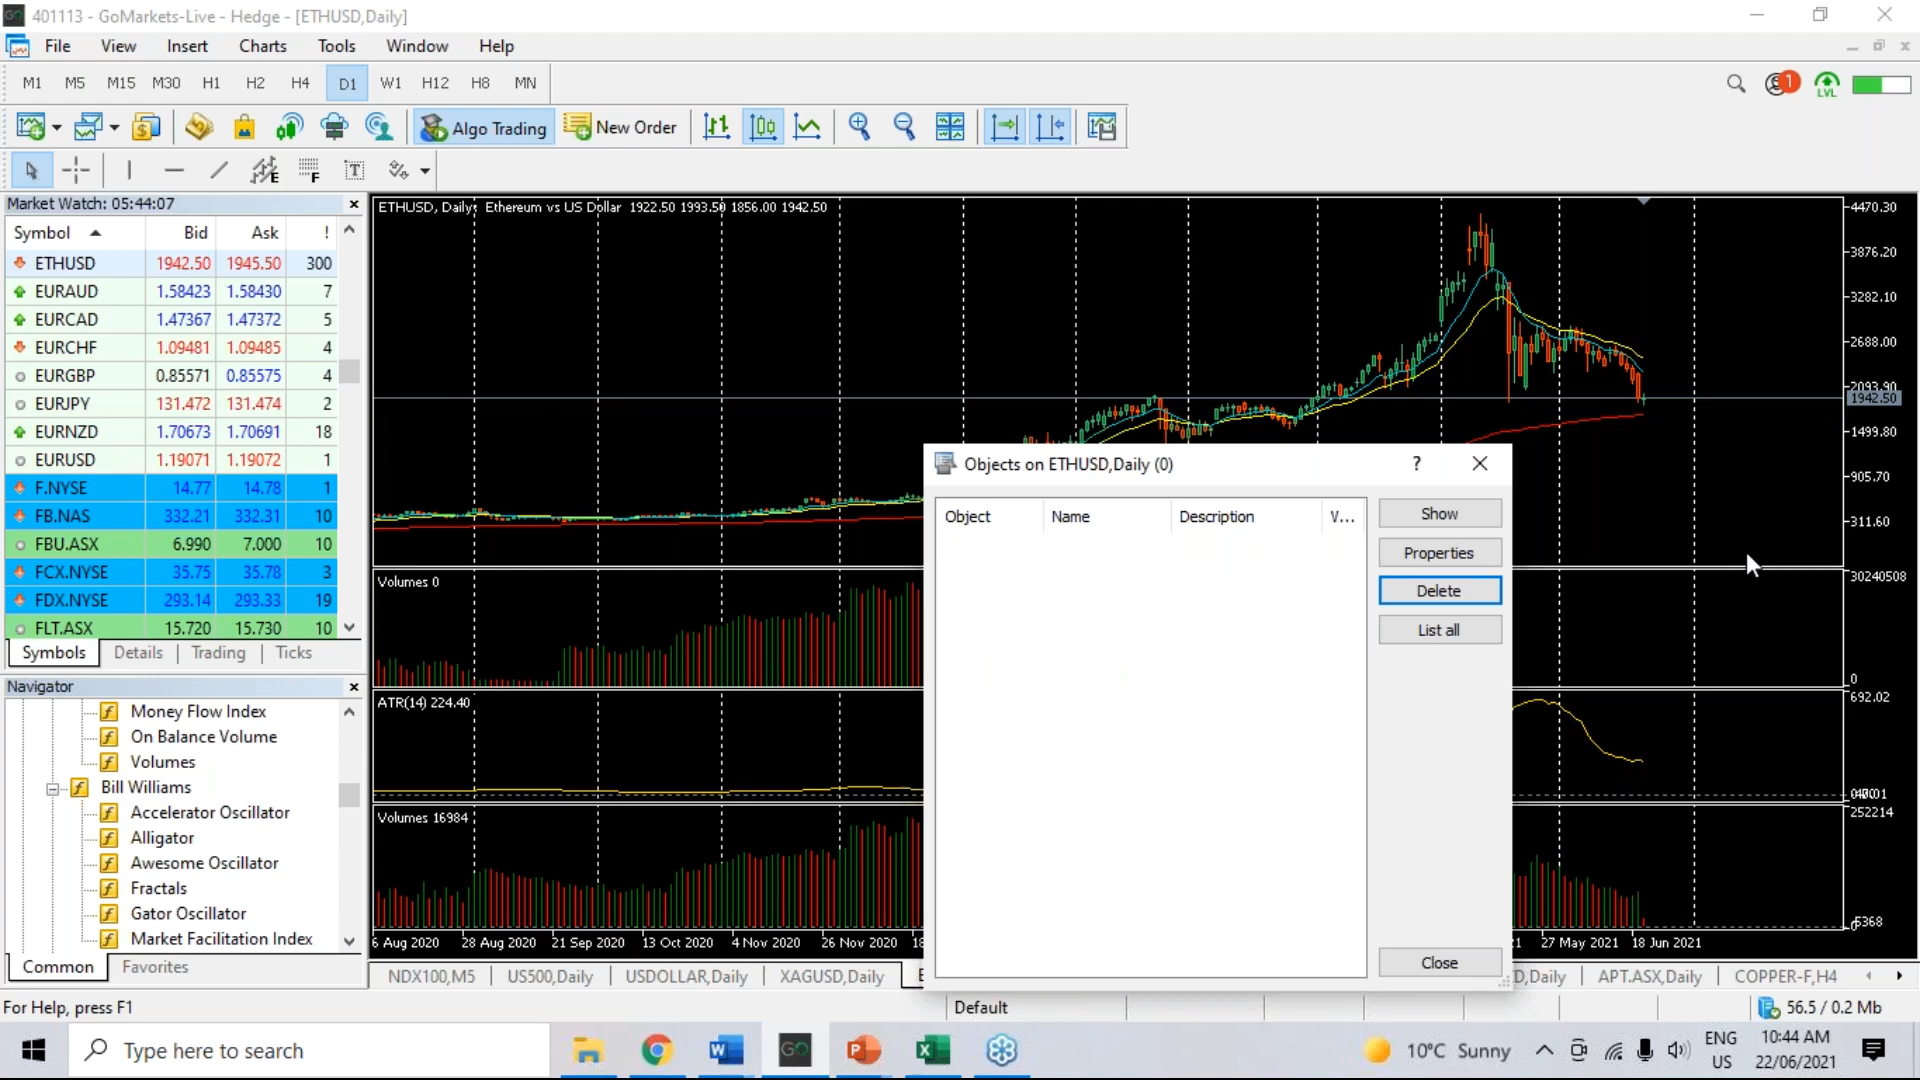 401113 - GoMarkets-Live - Hedge - [ETHUSD,Daily]
File View Insert Charts Tools Window Help
M1 M5 M15 M30 H1 H2 H4 D1 W1 H12 H8 MN
1 LVL
Algo Trading New Order
E F T
Market Watch: 05:44:07
Symbol Bid Ask !
ETHUSD 1942.50 1945.50 300
EURAUD 1.58423 1.58430 7
EURCAD 1.47367 1.47372 5
EURCHF 1.09481 1.09485 4
EURGBP 0.85571 0.85575 4
EURJPY 131.472 131.474 2
EURNZD 1.70673 1.70691 18
EURUSD 1.19071 1.19072 1
F.NYSE 14.77 14.78 1
FB.NAS 332.21 332.31 10
FBU.ASX 6.990 7.000 10
FCX.NYSE 35.75 35.78 3
FDX.NYSE 293.14 293.33 19
FLT.ASX 15.720 15.730 10
Symbols Details Trading Ticks
Navigator
Money Flow Index
On Balance Volume
Volumes
Bill Williams
Accelerator Oscillator
Alligator
Awesome Oscillator
Fractals
Gator Oscillator
Market Facilitation Index
Common Favorites
ETHUSD, Daily: Ethereum vs US Dollar 1922.50 1993.50 1856.00 1942.50
4470.30
3876.20
3282.10
2688.00
2093.90
1942.50
1499.80
905.70
311.60
Volumes 0
30240508
0
ATR(14) 224.40
692.02
Volumes 16984
252214
6 Aug 2020 28 Aug 2020 21 Sep 2020 13 Oct 2020 4 Nov 2020 26 Nov 2020 18 21 27 May 2021 18 Jun 2021
Objects on ETHUSD,Daily (0) ?
Object Name Description V...
Show
Properties
Delete
List all
Close
NDX100,M5 US500,Daily USDOLLAR,Daily XAGUSD,Daily E D,Daily APT.ASX,Daily COPPER-F,H4
For Help, press F1 Default 56.5 / 0.2 Mb
Type here to search
GO
10°C Sunny
ENG
US
10:44 AM
22/06/2021